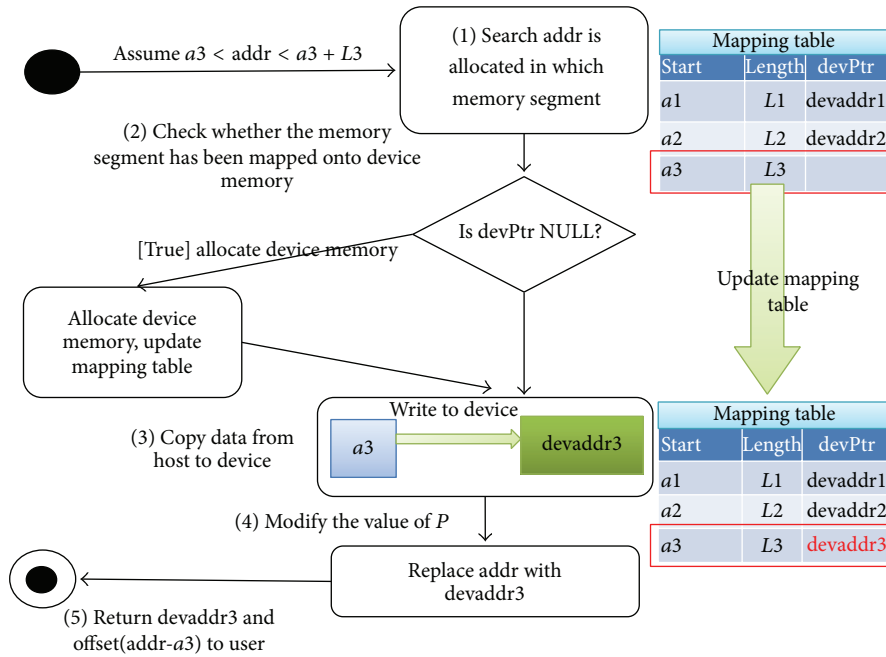 Assume a3 < addr < a3 + L3
(1) Search addr is
allocated in which
memory segment
(2) Check whether the memory
segment has been mapped onto device
memory
Is devPtr NULL?
[True] allocate device memory
Allocate device
memory, update
mapping table
Write to device
a3
devaddr3
(3) Copy data from
host to device
(4) Modify the value of P
Replace addr with
devaddr3
(5) Return devaddr3 and
offset(addr-a3) to user
Mapping table
Start Length devPtr
a1 L1 devaddr1
a2 L2 devaddr2
a3 L3
Update mapping
table
Mapping table
Start Length devPtr
a1 L1 devaddr1
a2 L2 devaddr2
a3 L3 devaddr3